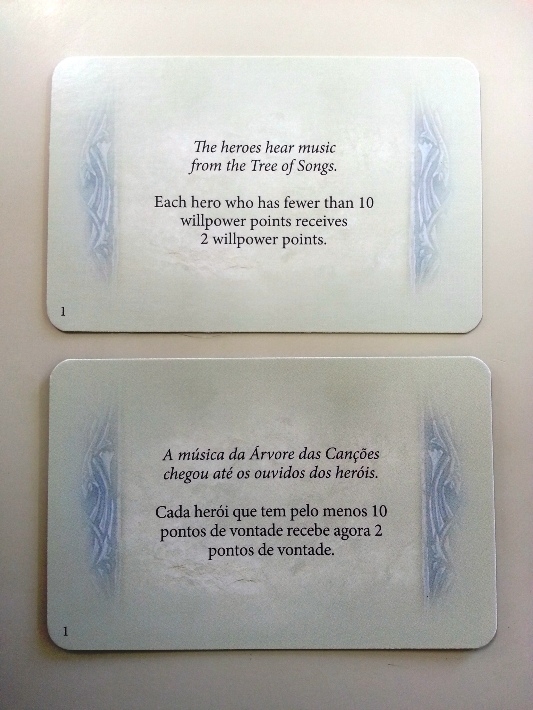 The heroes hear music
from the Tree of Songs.
Each hero who has fewer than 10
willpower points receives
2 willpower points.
1
A música da Árvore das Canções
chegou até os ouvidos dos heróis.
Cada herói que tem pelo menos 10
pontos de vontade recebe agora 2
pontos de vontade.
1